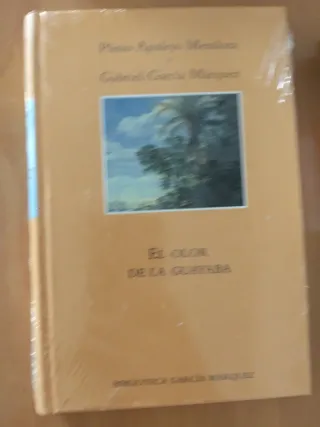 Plinio Apuleyo Mendoza
y
Gabriel García Márquez
EL OLOR
DE LA GUAYABA
BIBLIOTECA GARCÍA MÁRQUEZ